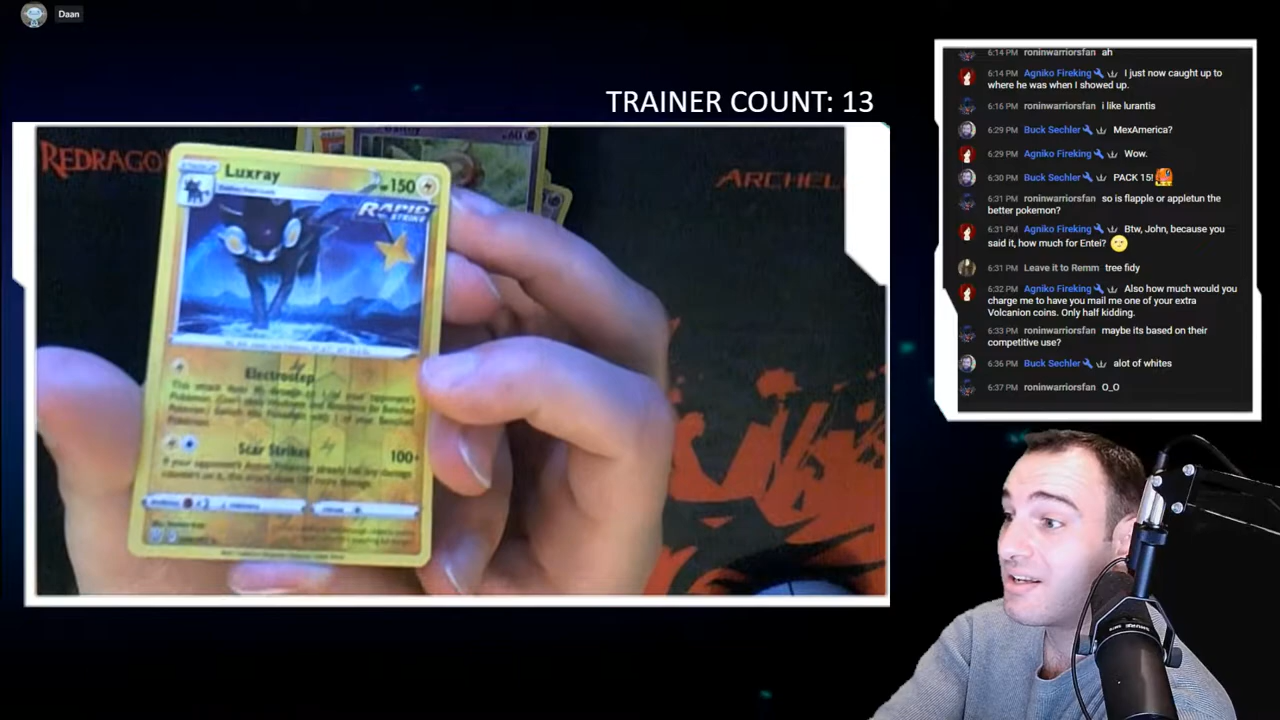 Daan
TRAINER COUNT: 13
REDRAGO
ARCHEL
60
Luxray
150
RAPID
STRIKE
Electrostep
Scar Strikes
100+
6:14 PM roninwarriorsfan ah
6:14 PM Agniko Fireking I just now caught up to
where he was when I showed up.
6:16 PM roninwarriorsfan i like lurantis
6:29 PM Buck Sechler MexAmerica?
6:29 PM Agniko Fireking Wow.
6:30 PM Buck Sechler PACK 15!
6:31 PM roninwarriorsfan so is flapple or appletun the
better pokemon?
6:31 PM Agniko Fireking Btw, John, because you
said it, how much for Entei?
6:31 PM Leave it to Remm tree fidy
6:32 PM Agniko Fireking Also how much would you
charge me to have you mail me one of your extra
Volcanion coins. Only half kidding.
6:33 PM roninwarriorsfan maybe its based on their
competitive use?
6:36 PM Buck Sechler alot of whites
6:37 PM roninwarriorsfan O_O
SHURE